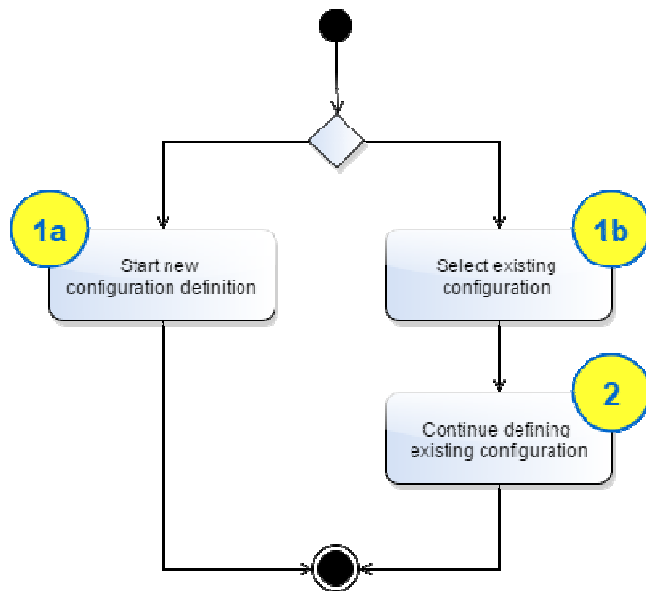 1a
Start new
configuration definition
1b
Select existing
configuration
2
Continue defining
existing configuration